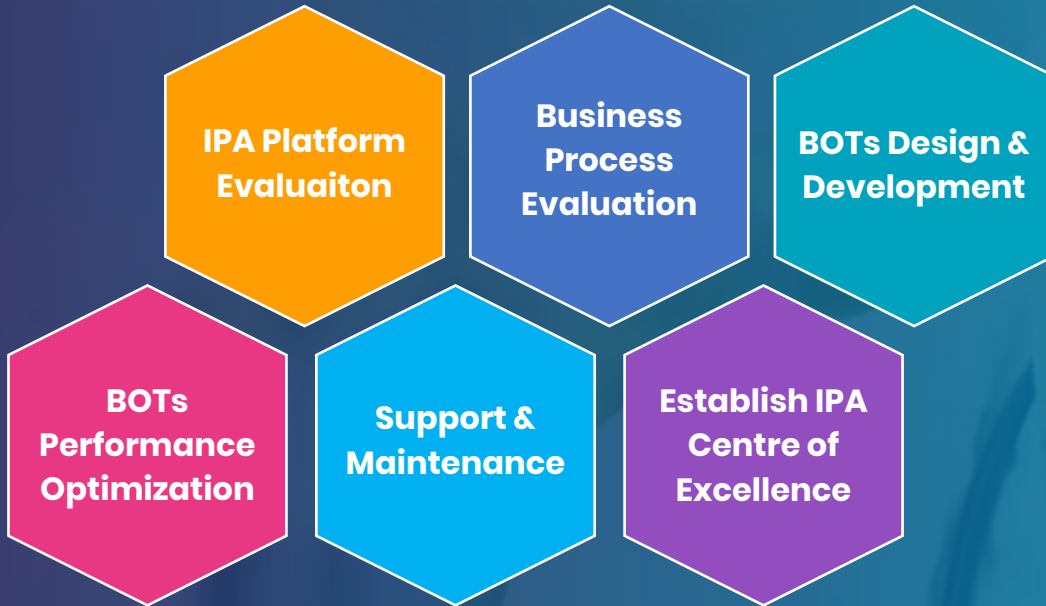 IPA Platform
Evaluaiton
Business
Process
Evaluation
BOTs Design &
Development
BOTs
Performance
Optimization
Support &
Maintenance
Establish IPA
Centre of
Excellence